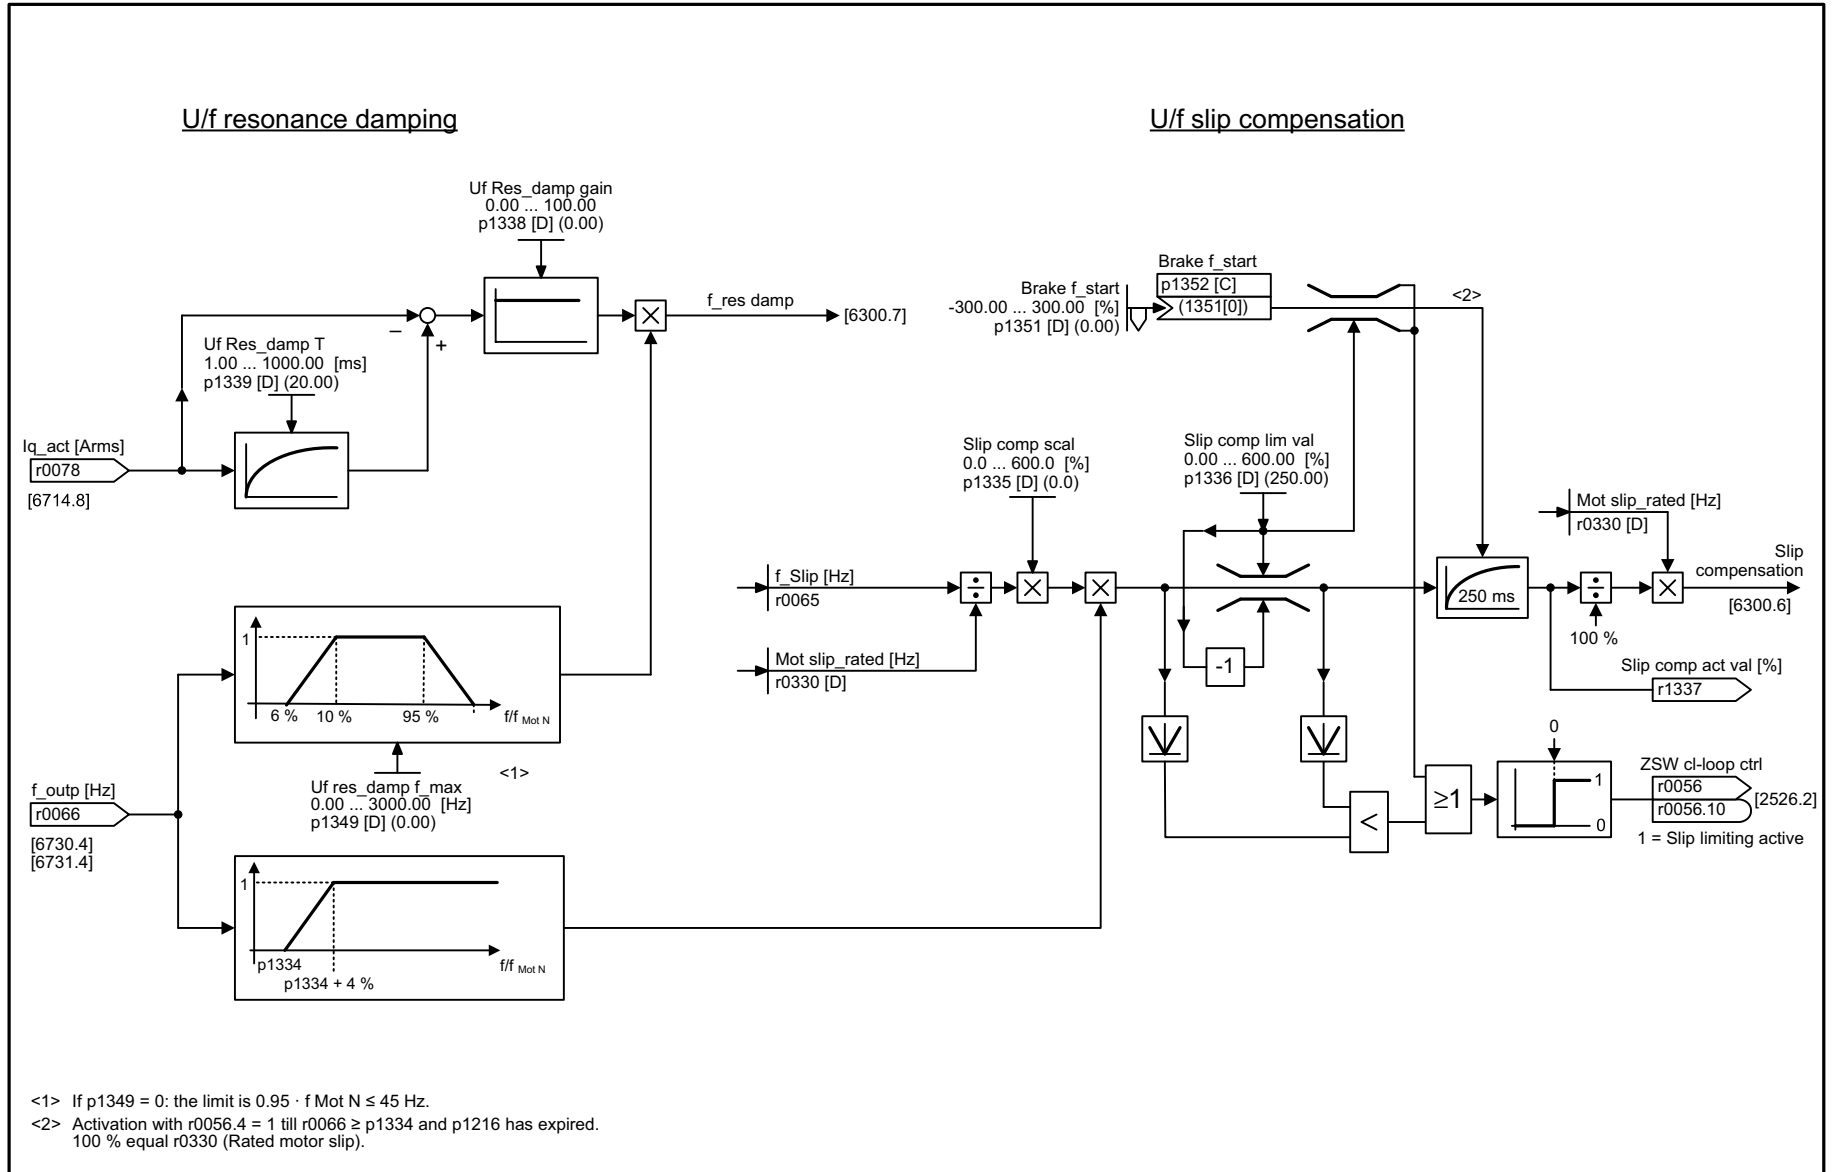 U/f resonance damping
U/f slip compensation
Uf Res_damp gain
0.00 ... 100.00
p1338 [D] (0.00)
f_res damp
[6300.7]
–
+
Uf Res_damp T
1.00 ... 1000.00 [ms]
p1339 [D] (20.00)
Iq_act [Arms]
r0078
[6714.8]
1
6 %
10 %
95 %
f/f Mot N
Uf res_damp f_max
0.00 ... 3000.00 [Hz]
p1349 [D] (0.00)
<1>
f_outp [Hz]
r0066
[6730.4]
[6731.4]
1
p1334
p1334 + 4 %
f/f Mot N
Brake f_start
-300.00 ... 300.00 [%]
p1351 [D] (0.00)
Brake f_start
p1352 [C]
(1351[0])
<2>
Slip comp scal
0.0 ... 600.0 [%]
p1335 [D] (0.0)
Slip comp lim val
0.00 ... 600.00 [%]
p1336 [D] (250.00)
f_Slip [Hz]
r0065
÷
×
×
Mot slip_rated [Hz]
r0330 [D]
-1
250 ms
Mot slip_rated [Hz]
r0330 [D]
÷
100 %
×
Slip
compensation
[6300.6]
Slip comp act val [%]
r1337
<
≥1
0
1
0
ZSW cl-loop ctrl
r0056
r0056.10
[2526.2]
1 = Slip limiting active
<1> If p1349 = 0: the limit is 0.95 · f Mot N ≤ 45 Hz.
<2> Activation with r0056.4 = 1 till r0066 ≥ p1334 and p1216 has expired.
100 % equal r0330 (Rated motor slip).